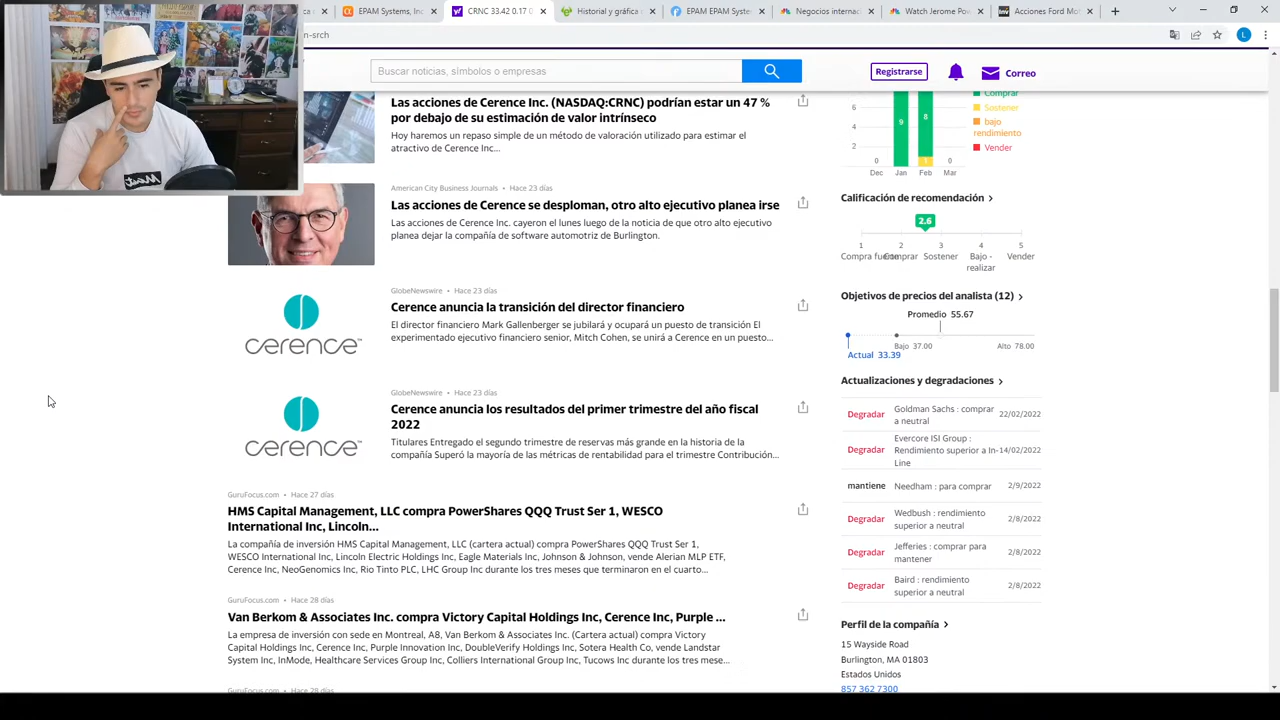 EPAM Systems, Inc
CRNC 33,42 0.17 0
Historial y gráfica
EPAM EPAM System
Watch Jerome Pow
Acciones Ford Mot
n-srch
Buscar noticias, símbolos o empresas
Registrarse
Correo
Las acciones de Cerence Inc. (NASDAQ:CRNC) podrían estar un 47 %
por debajo de su estimación de valor intrínseco
Hoy haremos un repaso simple de un método de valoración utilizado para estimar el
atractivo de Cerence Inc...
American City Business Journals • Hace 23 días
Las acciones de Cerence se desploman, otro alto ejecutivo planea irse
Las acciones de Cerence Inc. cayeron el lunes luego de la noticia de que otro alto ejecutivo
planea dejar la compañía de software automotriz de Burlington.
GlobeNewswire • Hace 23 días
Cerence anuncia la transición del director financiero
El director financiero Mark Gallenberger se jubilará y ocupará un puesto de transición El
experimentado ejecutivo financiero senior, Mitch Cohen, se unirá a Cerence en un puesto...
cerence
GlobeNewswire • Hace 23 días
Cerence anuncia los resultados del primer trimestre del año fiscal
2022
Titulares Entregado el segundo trimestre de reservas más grande en la historia de la
compañía Superó la mayoría de las métricas de rentabilidad para el trimestre Contribución...
cerence
GuruFocus.com • Hace 27 días
HMS Capital Management, LLC compra PowerShares QQQ Trust Ser 1, WESCO
International Inc, Lincoln...
La compañía de inversión HMS Capital Management, LLC (cartera actual) compra PowerShares QQQ Trust Ser 1,
WESCO International Inc, Lincoln Electric Holdings Inc, Eagle Materials Inc, Johnson & Johnson, vende Alerian MLP ETF,
Cerence Inc, NeoGenomics Inc, Rio Tinto PLC, LHC Group Inc durante los tres meses que terminaron en el cuarto...
GuruFocus.com • Hace 28 días
Van Berkom & Associates Inc. compra Victory Capital Holdings Inc, Cerence Inc, Purple ...
La empresa de inversión con sede en Montreal, A8, Van Berkom & Associates Inc. (Cartera actual) compra Victory
Capital Holdings Inc, Cerence Inc, Purple Innovation Inc, DoubleVerify Holdings Inc, Sotera Health Co, vende Landstar
System Inc, InMode, Healthcare Services Group Inc, Colliers International Group Inc, Tucows Inc durante los tres mese...
GuruFocus.com • Hace 28 días
Comprar
Sostener
bajo
rendimiento
Vender
6
4
2
0
9
8
1
0
Dec
Jan
Feb
Mar
Calificación de recomendación
2.6
1
2
3
4
5
Compra fuerte
Comprar
Sostener
Bajo -
realizar
Vender
Objetivos de precios del analista (12)
Promedio 55.67
Bajo 37.00
Alto 78.00
Actual 33.39
Actualizaciones y degradaciones
Degradar Goldman Sachs : comprar a neutral 22/02/2022
Degradar Evercore ISI Group : Rendimiento superior a In-Line 14/02/2022
mantiene Needham : para comprar 2/9/2022
Degradar Wedbush : rendimiento superior a neutral 2/8/2022
Degradar Jefferies : comprar para mantener 2/8/2022
Degradar Baird : rendimiento superior a neutral 2/8/2022
Perfil de la compañía
15 Wayside Road
Burlington, MA 01803
Estados Unidos
857 362 7300